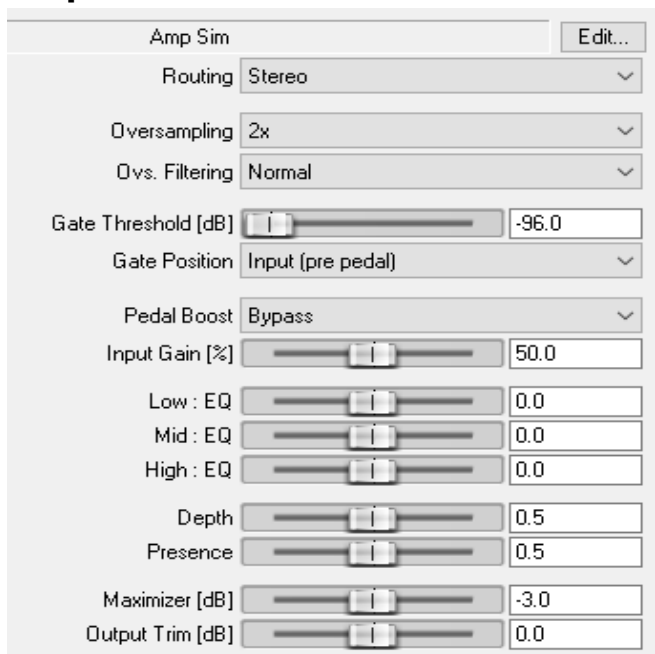 Amp Sim Edit...
Routing Stereo
Oversampling 2x
Ovs. Filtering Normal
Gate Threshold [dB] -96.0
Gate Position Input (pre pedal)
Pedal Boost Bypass
Input Gain [%] 50.0
Low : EQ 0.0
Mid : EQ 0.0
High : EQ 0.0
Depth 0.5
Presence 0.5
Maximizer [dB] -3.0
Output Trim [dB] 0.0